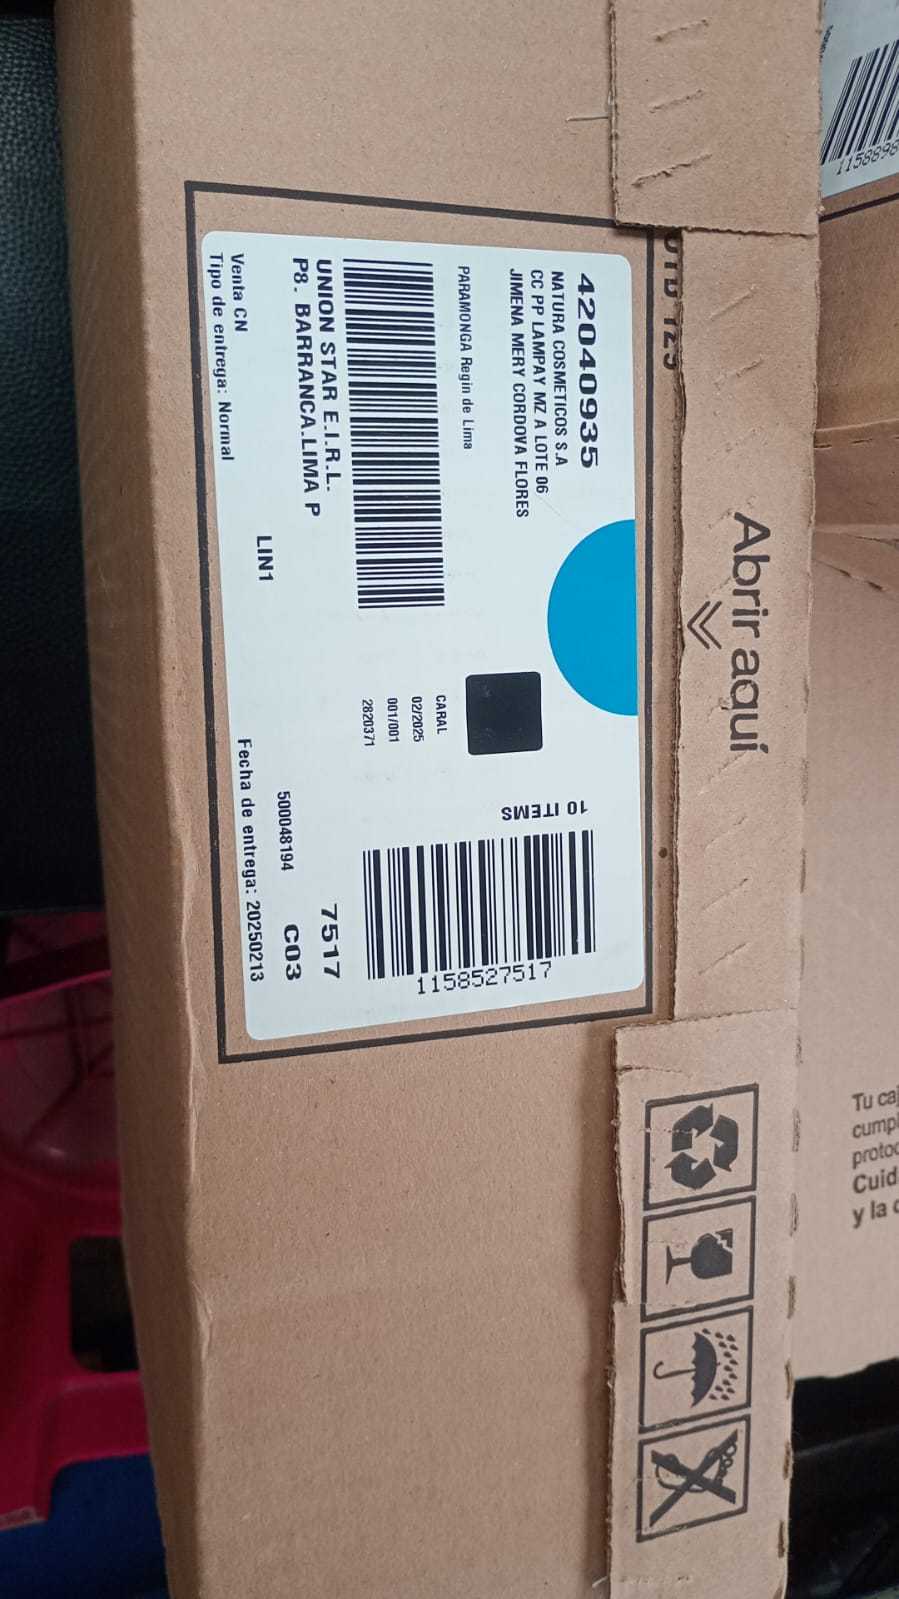 42040935
NATURA COSMETICOS S.A
CC PP LAMPAY MZ A LOTE 06
JIMENA MERY CORDOVA FLORES
PARAMONGA Regin de Lima
UNION STAR E.I.R.L.
P8. BARRANCA.LIMA P
LIN1
Venta CN
Tipo de entrega: Normal
10 ITEMS
CARAL
02/2025
001/001
2820371
1158527517
7517
C03
500048194
Fecha de entrega: 20250213
Abrir aquí
Tu
y la